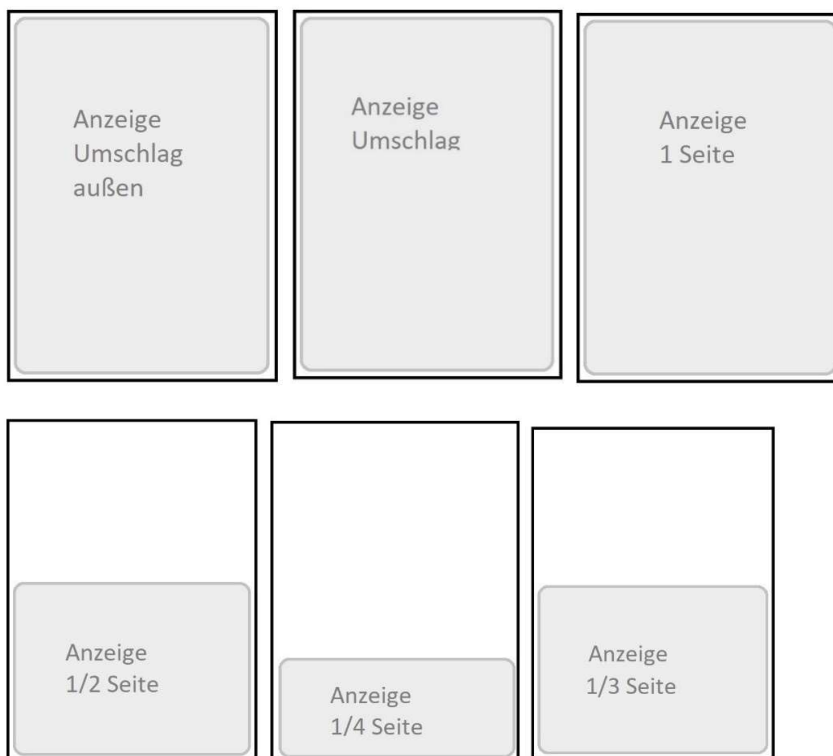 Anzeige
Umschlag
außen
Anzeige
Umschlag
Anzeige
1 Seite
Anzeige
1/2 Seite
Anzeige
1/4 Seite
Anzeige
1/3 Seite